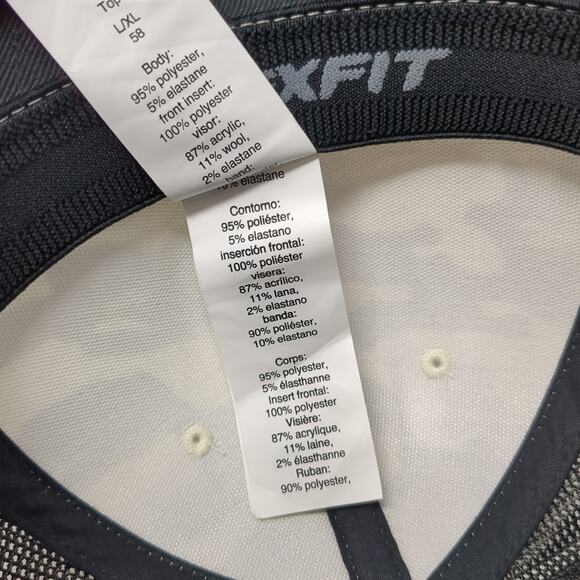 Top
L/XL
58
Body:
95% polyester,
5% elastane
front insert:
100% polyester
visor:
87% acrylic,
11% wool,
2% elastane
band:
10% elastane
Contorno:
95% poliéster,
5% elastano
inserción frontal:
100% poliéster
visera:
87% acrílico,
11% lana,
2% elastano
banda:
90% poliéster,
10% elastano
Corps:
95% polyester,
5% élasthanne
Insert frontal:
100% polyester
Visière:
87% acrylique,
11% laine,
2% élasthanne
Ruban:
90% polyester,
XFIT